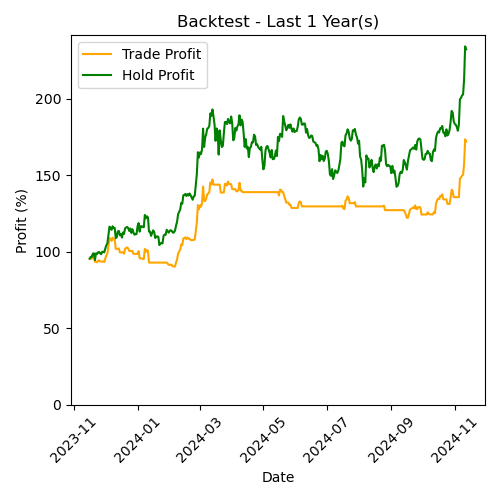 Backtest - Last 1 Year(s)
Trade Profit
Hold Profit
Profit (%)
200
150
100
50
0
2023-11
2024-01
2024-03
2024-05
2024-07
2024-09
2024-11
Date